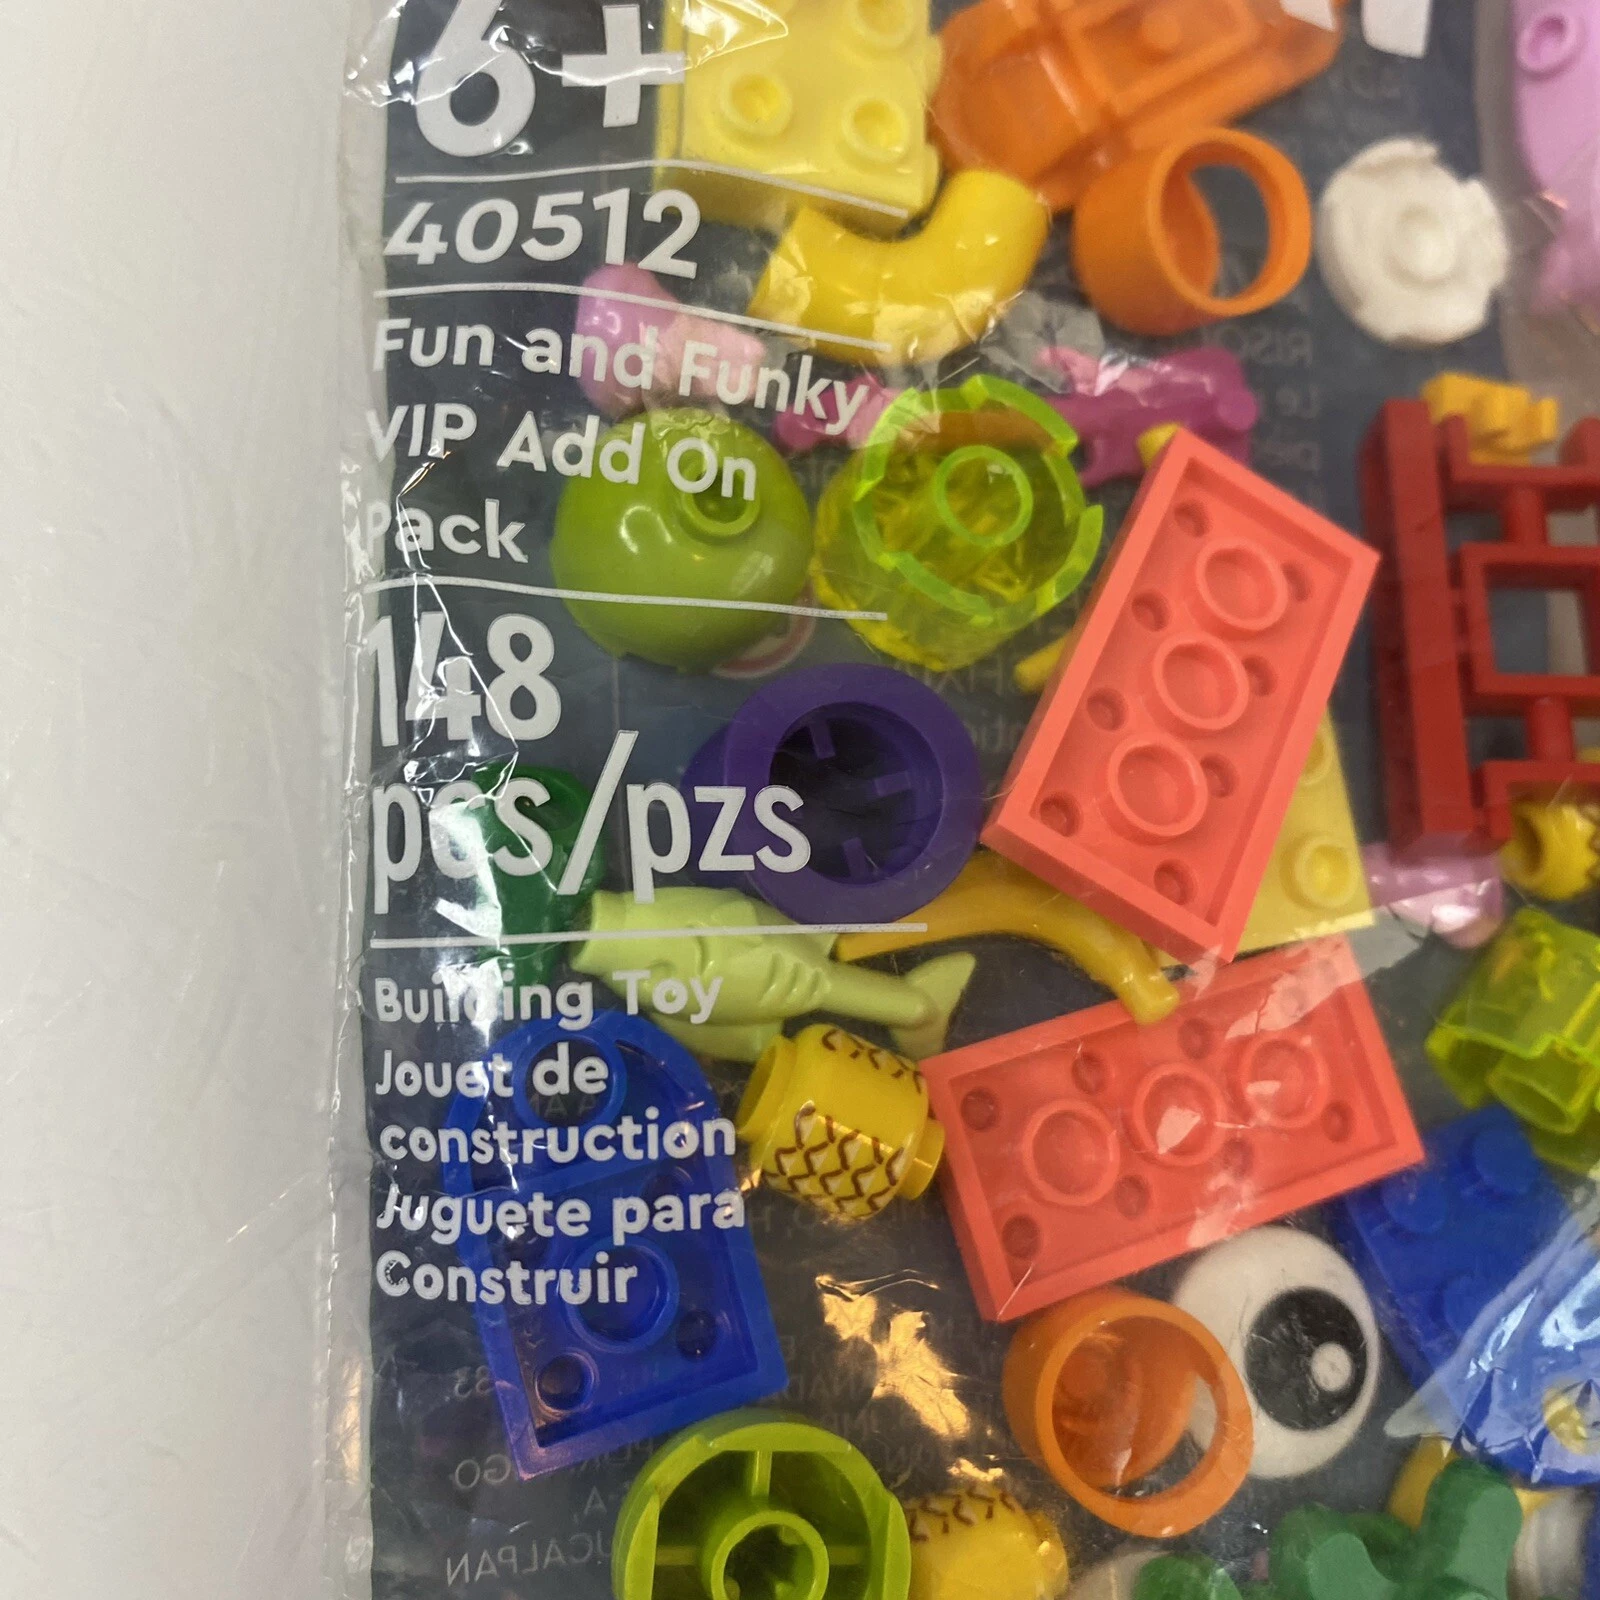 6+
40512
Fun and Funky
VIP Add On
Pack
148
pcs/pzs
Building Toy
Jouet de
construction
Juguete para
Construir